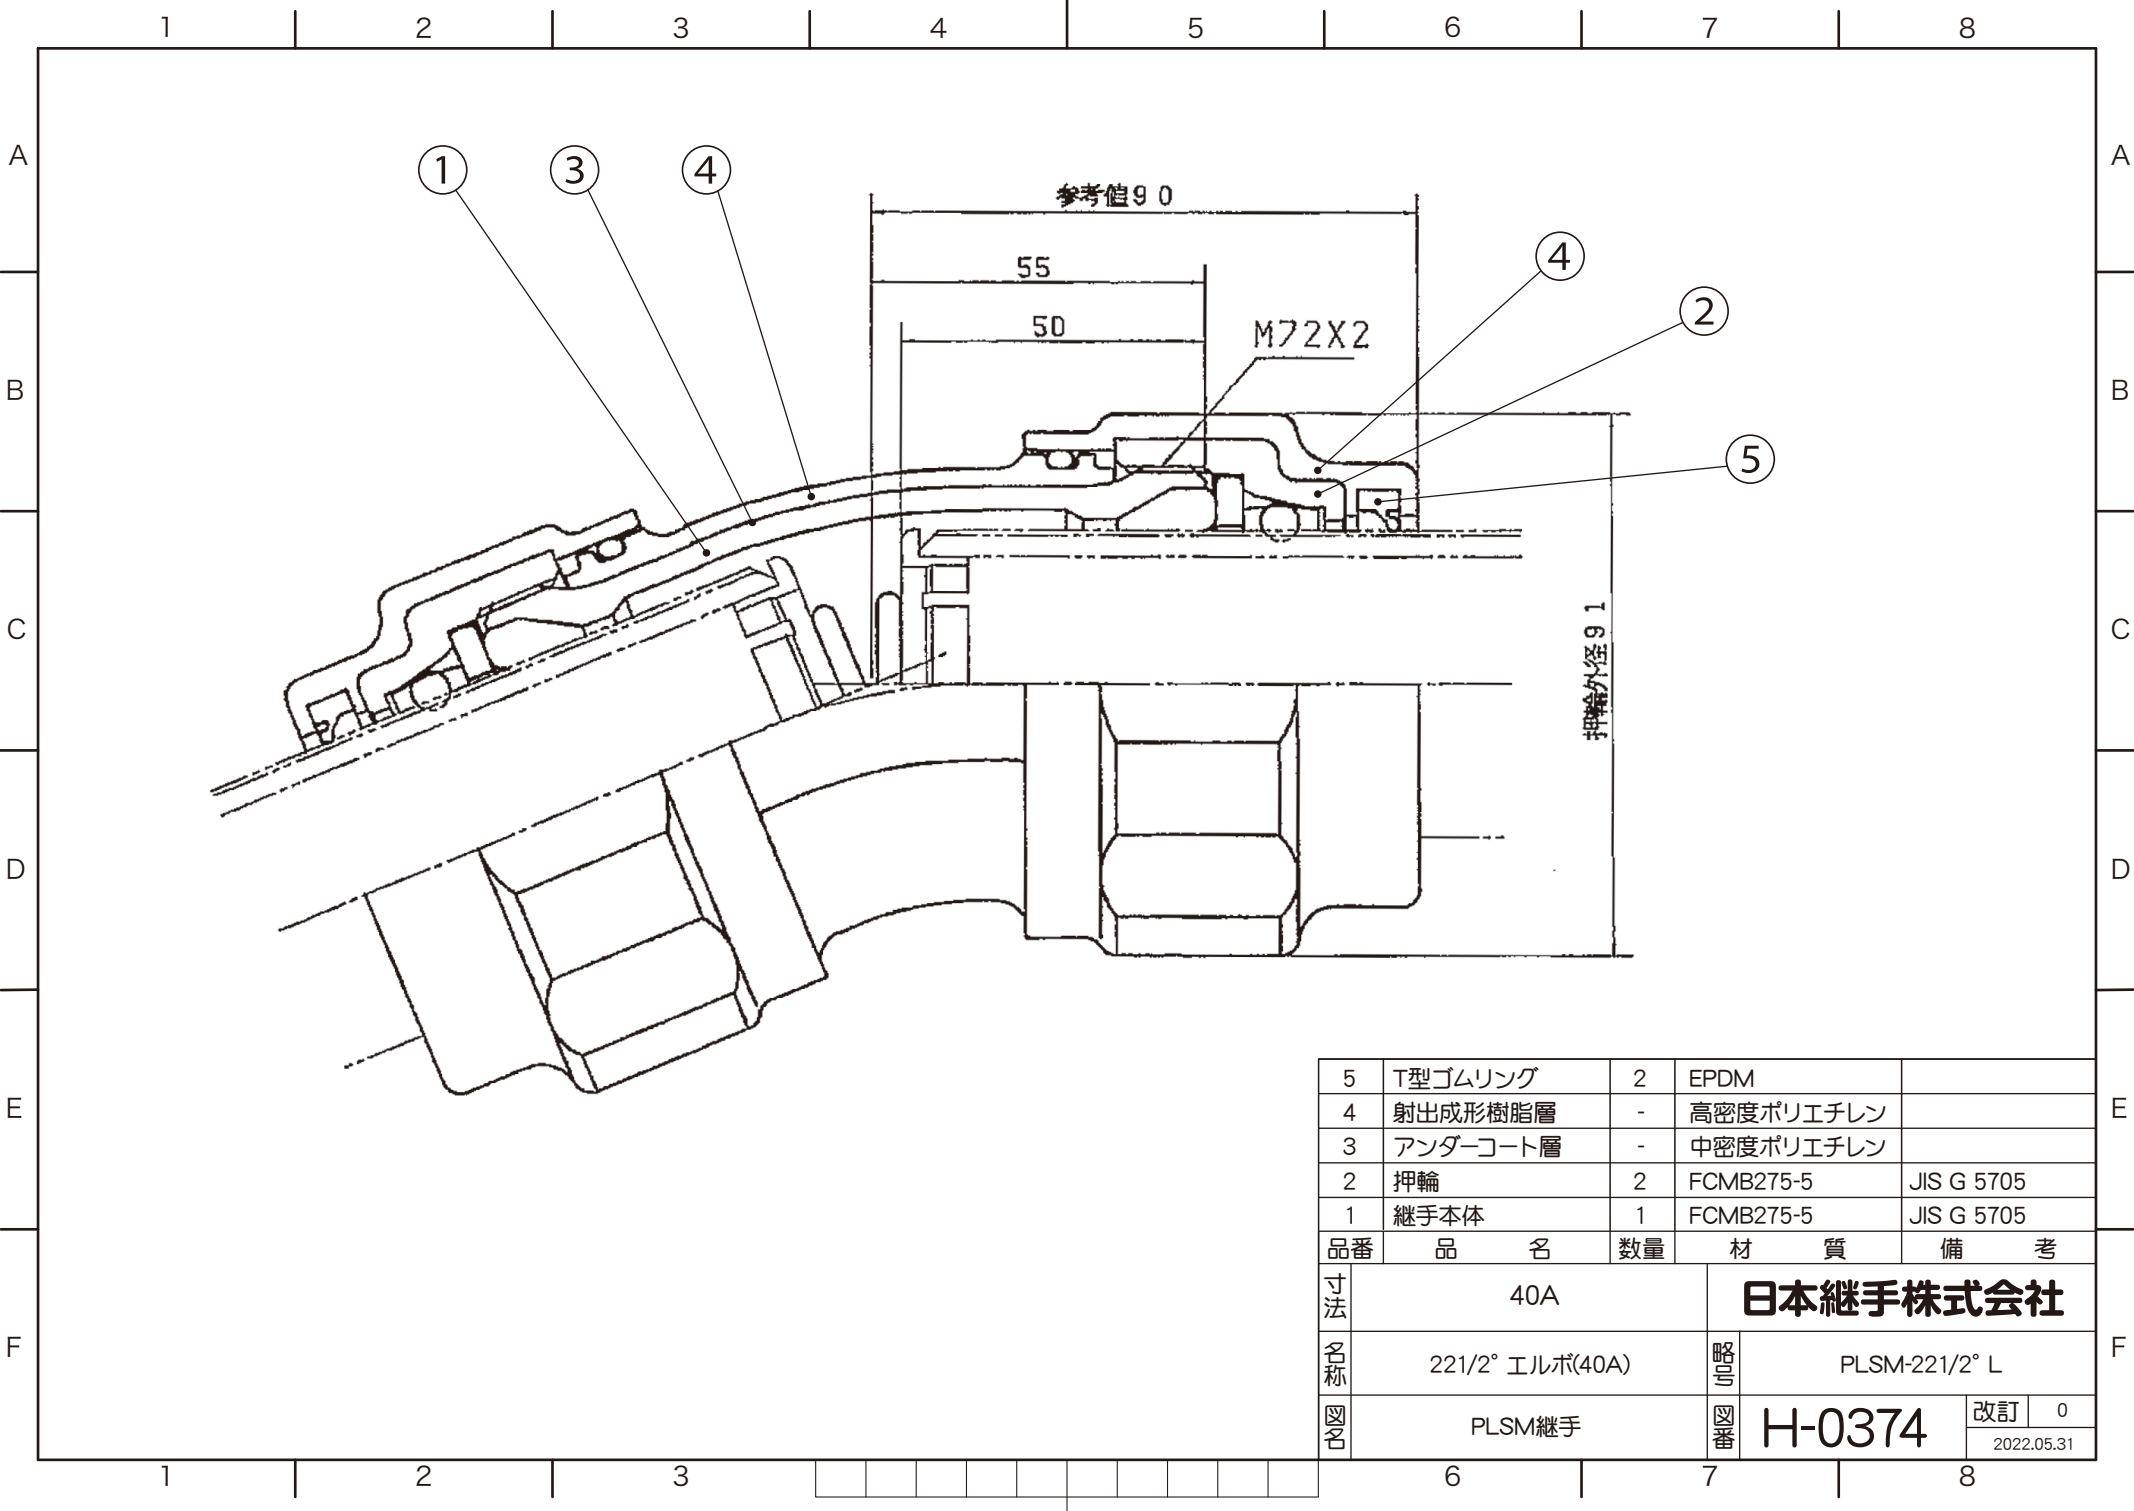 1 2 3 4 5 6 7 8
A A
B B
C C
D D
E E
F F
① ③ ④
参考値90
55
50
M72X2
④
②
⑤
押輪外径91
5 T型ゴムリング 2 EPDM
4 射出成形樹脂層 - 高密度ポリエチレン
3 アンダーコート層 - 中密度ポリエチレン
2 押輪 2 FCMB275-5 JIS G 5705
1 継手本体 1 FCMB275-5 JIS G 5705
品番 品名 数量 材質 備考
寸法 40A 日本継手株式会社
名称 221/2° エルボ(40A) 略号 PLSM-221/2° L
図名 PLSM継手 図番 H-0374 改訂 0
2022.05.31
1 2 3 6 7 8